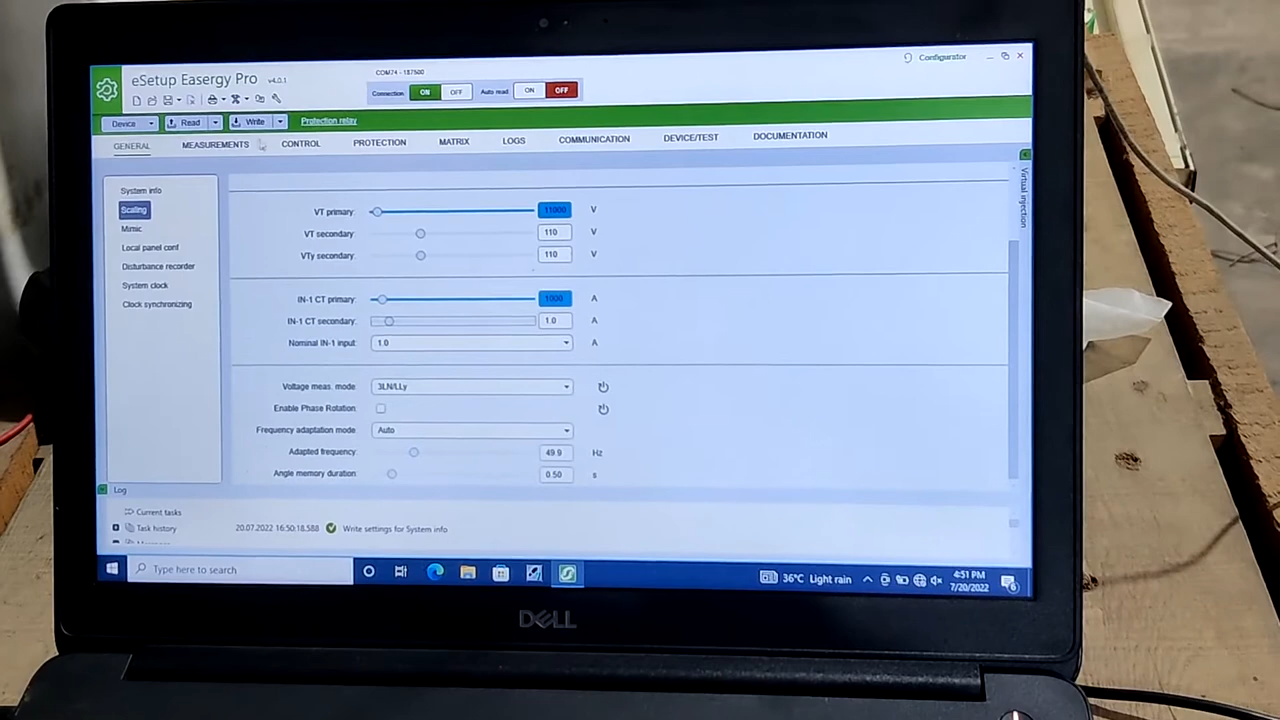 eSetup Easergy Pro v4.0.1
COM74 - 187500
Configurator
Connection: ON OFF Auto read: ON OFF
Device Read Write Protection relay
GENERAL MEASUREMENTS CONTROL PROTECTION MATRIX LOGS COMMUNICATION DEVICE/TEST DOCUMENTATION
Virtual injection
System info
Scaling
Mimic
Local panel conf
Disturbance recorder
System clock
Clock synchronizing
VT primary: 11000 V
VT secondary: 110 V
VTy secondary: 110 V
IN-1 CT primary: 1000 A
IN-1 CT secondary: 1.0 A
Nominal IN-1 input: 1.0 A
Voltage meas. mode: 3LN/LLy
Enable Phase Rotation:
Frequency adaptation mode: Auto
Adapted frequency: 49.9 Hz
Angle memory duration: 0.50 s
Log
Current tasks
Task history
20.07.2022 16:50:18.588 Write settings for System info
Type here to search
36°C Light rain
4:51 PM
7/20/2022
6
DELL